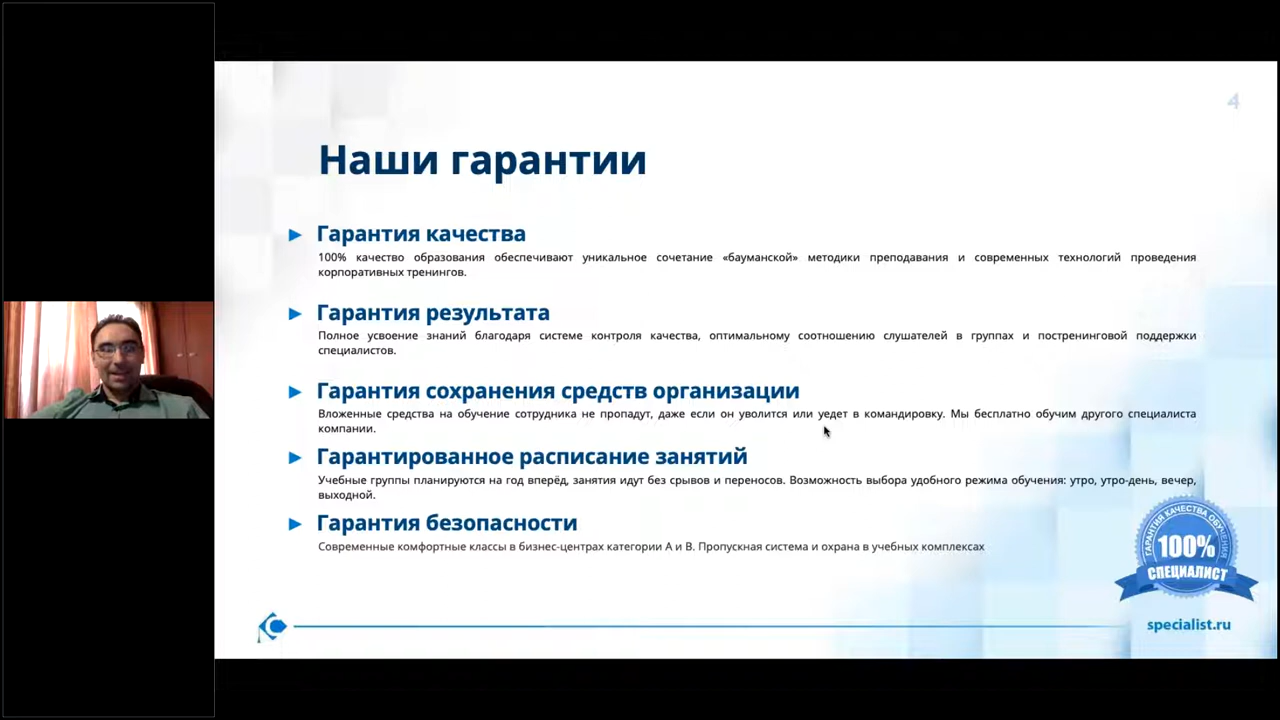 4
Наши гарантии
Гарантия качества
100% качество образования обеспечивают уникальное сочетание «бауманской» методики преподавания и современных технологий проведения
корпоративных тренингов.
Гарантия результата
Полное усвоение знаний благодаря системе контроля качества, оптимальному соотношению слушателей в группах и постренинговой поддержки
специалистов.
Гарантия сохранения средств организации
Вложенные средства на обучение сотрудника не пропадут, даже если он уволится или уедет в командировку. Мы бесплатно обучим другого специалиста
компании.
Гарантированное расписание занятий
Учебные группы планируются на год вперёд, занятия идут без срывов и переносов. Возможность выбора удобного режима обучения: утро, утро-день, вечер,
выходной.
Гарантия безопасности
Современные комфортные классы в бизнес-центрах категории А и В. Пропускная система и охрана в учебных комплексах
ГАРАНТИЯ КАЧЕСТВА ОБУЧЕНИЯ
100%
СПЕЦИАЛИСТ
specialist.ru